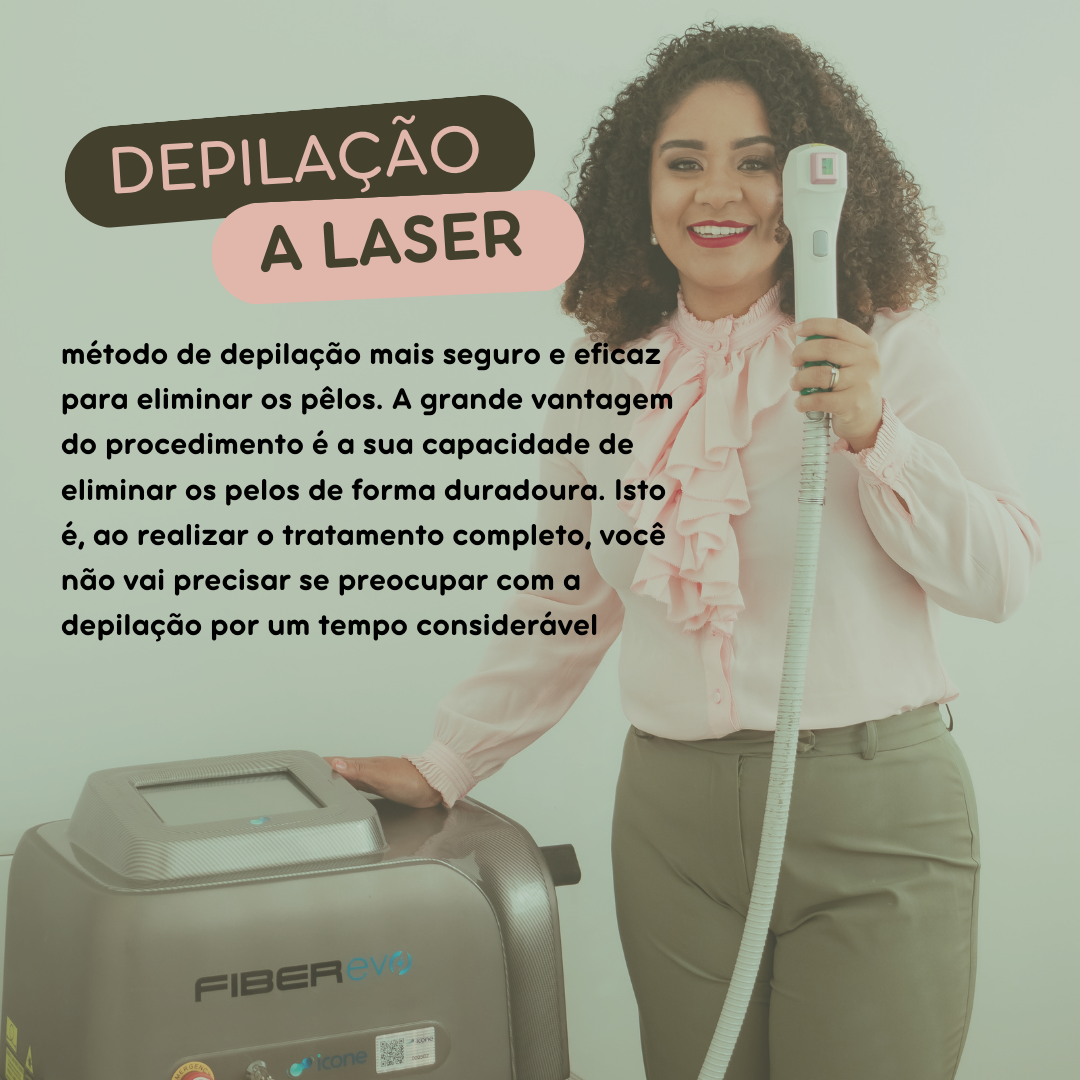 DEPILAÇÃO
A LASER
método de depilação mais seguro e eficaz
para eliminar os pêlos. A grande vantagem
do procedimento é a sua capacidade de
eliminar os pelos de forma duradoura. Isto
é, ao realizar o tratamento completo, você
não vai precisar se preocupar com a
depilação por um tempo considerável
FIBERevo
icone
icone